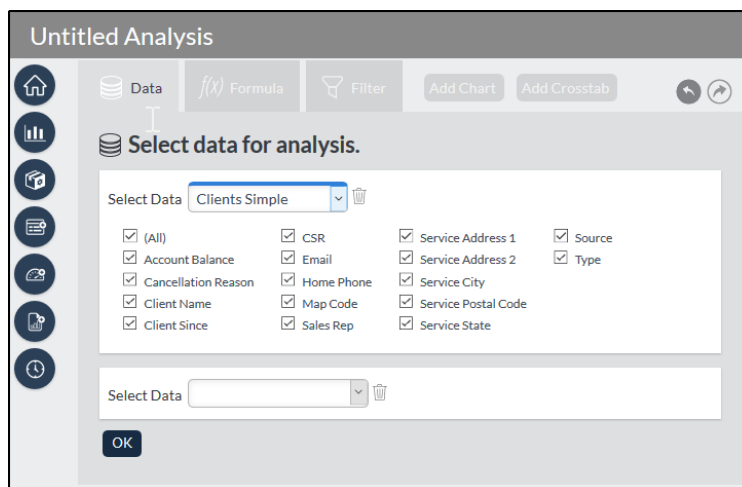 Untitled Analysis
Data f(x) Formula Filter Add Chart Add Crosstab
Select data for analysis.
Select Data Clients Simple
(All) CSR Service Address 1 Source
Account Balance Email Service Address 2 Type
Cancellation Reason Home Phone Service City
Client Name Map Code Service Postal Code
Client Since Sales Rep Service State
Select Data
OK